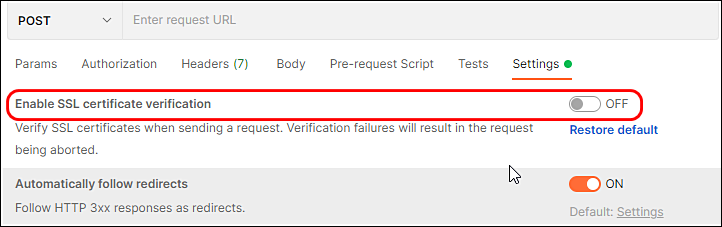 POST Enter request URL
Params Authorization Headers (7) Body Pre-request Script Tests Settings
Enable SSL certificate verification OFF
Verify SSL certificates when sending a request. Verification failures will result in the request Restore default
being aborted.
Automatically follow redirects ON
Follow HTTP 3xx responses as redirects. Default: Settings